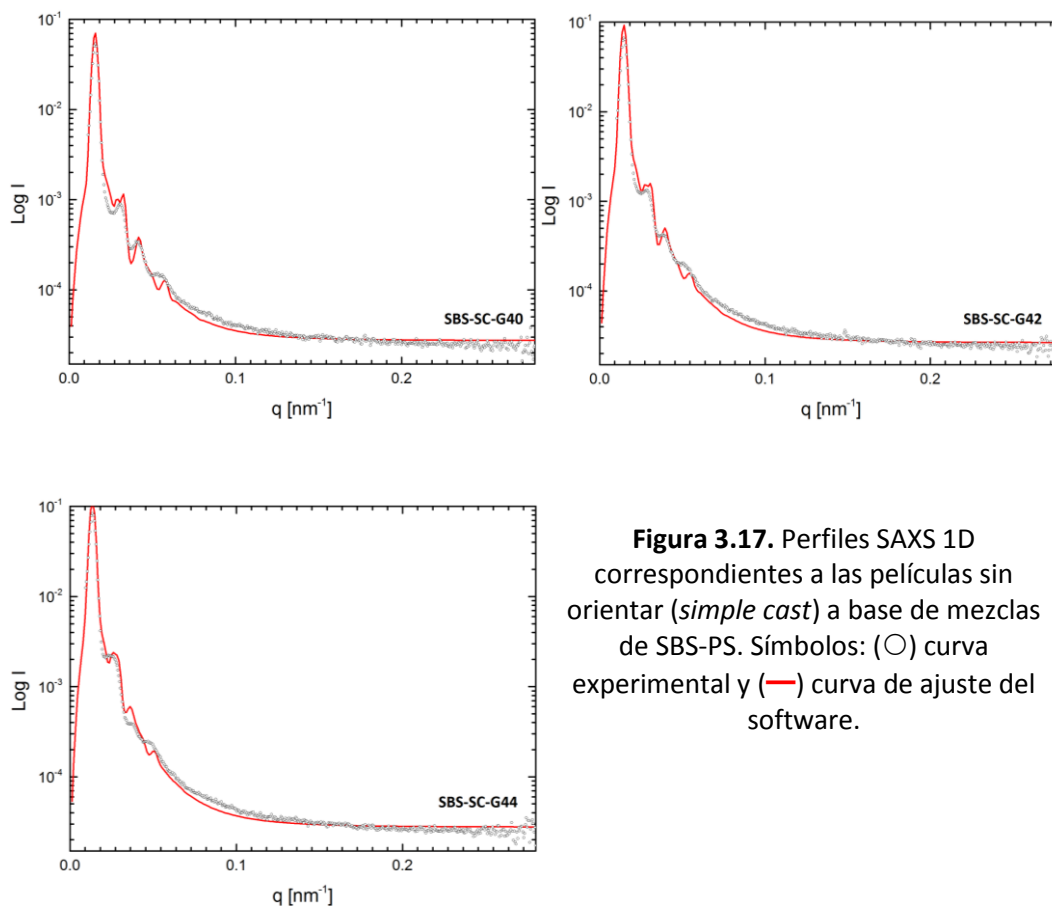 10⁻¹
10⁻²
10⁻³
10⁻⁴
Log I
SBS-SC-G40
0.0 0.1 0.2
q [nm⁻¹]
10⁻¹
10⁻²
10⁻³
10⁻⁴
Log I
SBS-SC-G42
0.0 0.1 0.2
q [nm⁻¹]
10⁻¹
10⁻²
10⁻³
10⁻⁴
Log I
SBS-SC-G44
0.0 0.1 0.2
q [nm⁻¹]
Figura 3.17. Perfiles SAXS 1D
correspondientes a las películas sin
orientar (simple cast) a base de mezclas
de SBS-PS. Símbolos: (○) curva
experimental y (—) curva de ajuste del
software.